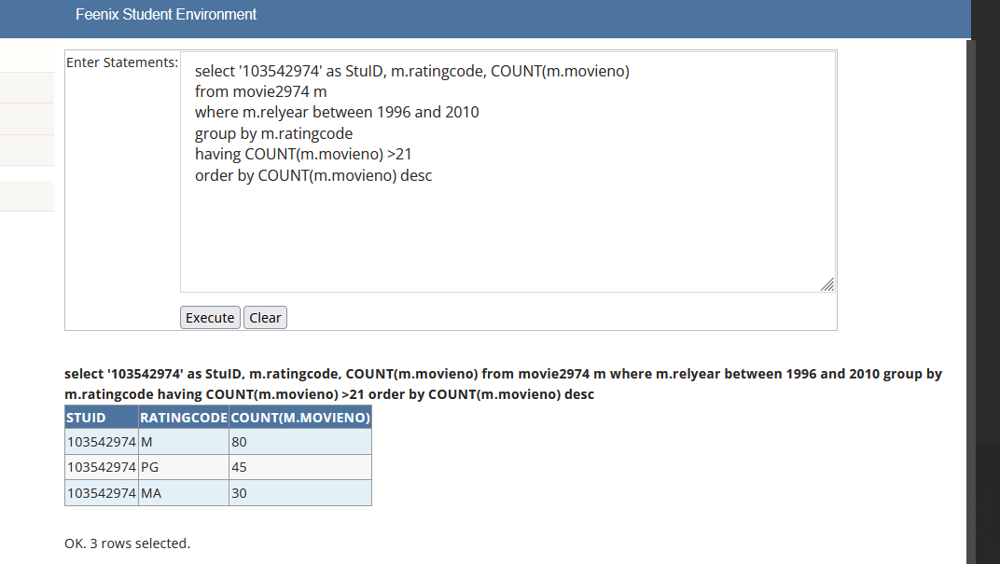 Feenix Student Environment
Enter Statements:
select '103542974' as StuID, m.ratingcode, COUNT(m.movieno)
from movie2974 m
where m.relyear between 1996 and 2010
group by m.ratingcode
having COUNT(m.movieno) >21
order by COUNT(m.movieno) desc
Execute Clear
select '103542974' as StuID, m.ratingcode, COUNT(m.movieno) from movie2974 m where m.relyear between 1996 and 2010 group by
m.ratingcode having COUNT(m.movieno) >21 order by COUNT(m.movieno) desc
STUID RATINGCODE COUNT(M.MOVIENO)
103542974 M 80
103542974 PG 45
103542974 MA 30
OK. 3 rows selected.